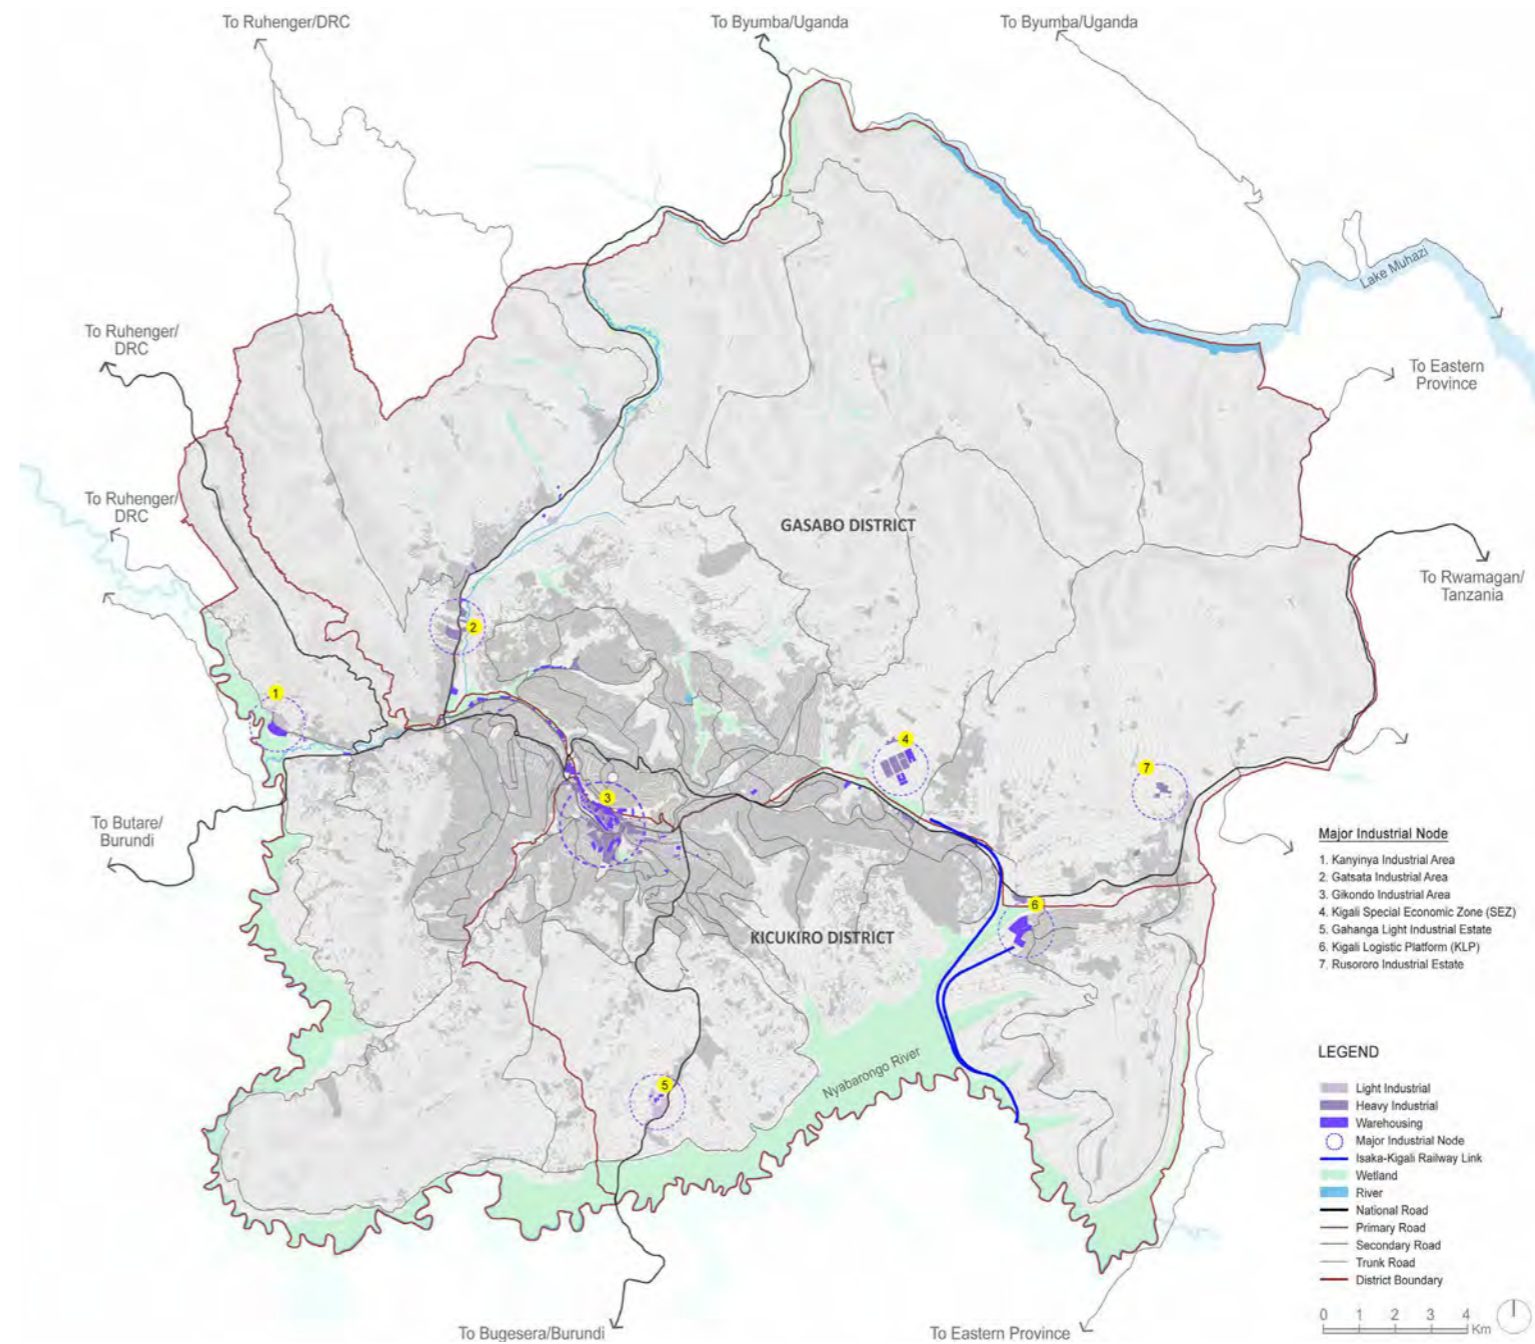 To Ruhenger/DRC
To Byumba/Uganda
To Byumba/Uganda
Lake Muhazi
To Ruhenger/
DRC
To Eastern
Province
To Ruhenger/
DRC
GASABO DISTRICT
To Rwamagan/
Tanzania
2
1
4
7
3
To Butare/
Burundi
6
KICUKIRO DISTRICT
5
Nyabarongo River
To Bugesera/Burundi
To Eastern Province
Major Industrial Node
1. Kanyinya Industrial Area
2. Gatsata Industrial Area
3. Gikondo Industrial Area
4. Kigali Special Economic Zone (SEZ)
5. Gahanga Light Industrial Estate
6. Kigali Logistic Platform (KLP)
7. Rusororo Industrial Estate
LEGEND
Light Industrial
Heavy Industrial
Warehousing
Major Industrial Node
Isaka-Kigali Railway Link
Wetland
River
National Road
Primary Road
Secondary Road
Trunk Road
District Boundary
0 1 2 3 4
Km